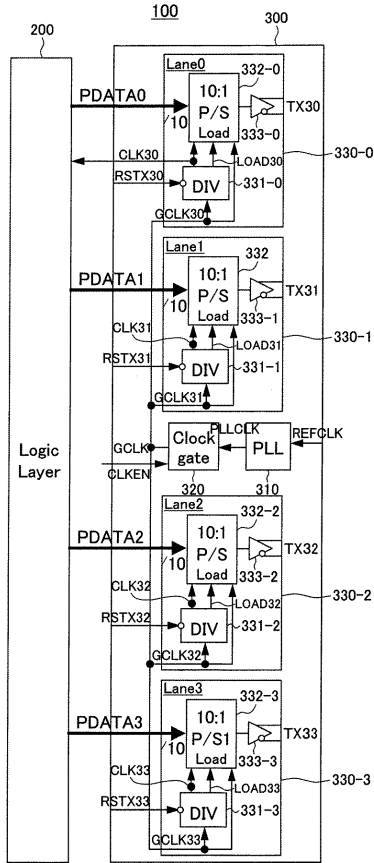 100
200
300
Lane0
332-0
PDATA0
10:1
P/S
Load
TX30
10
333-0
CLK30
LOAD30
330-0
RSTX30
DIV
331-0
GCLK30
Lane1
332
PDATA1
10:1
P/S
Load
TX31
10
333-1
CLK31
LOAD31
330-1
RSTX31
DIV
331-1
GCLK31
Logic
Layer
GCLK
Clock
gate
PLLCLK
PLL
REFCLK
CLKEN
320
310
Lane2
332-2
PDATA2
10:1
P/S
Load
TX32
10
333-2
CLK32
LOAD32
330-2
RSTX32
DIV
331-2
GCLK32
Lane3
332-3
PDATA3
10:1
P/S1
Load
TX33
10
333-3
CLK33
LOAD33
330-3
RSTX33
DIV
331-3
GCLK33